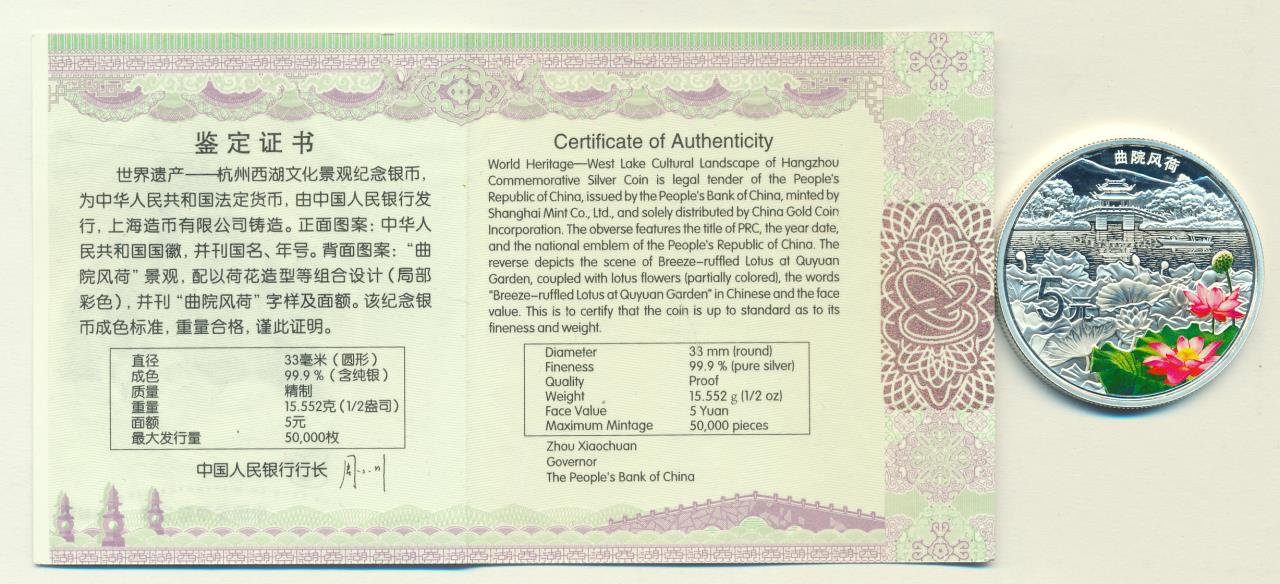 鉴定证书
世界遗产——杭州西湖文化景观纪念银币，
为中华人民共和国法定货币，由中国人民银行发
行，上海造币有限公司铸造。正面图案：中华人
民共和国国徽，并刊国名、年号。背面图案：“曲
院风荷”景观，配以荷花造型等组合设计（局部
彩色），并刊“曲院风荷”字样及面额。该纪念银
币成色标准，重量合格，谨此证明。
直径 33毫米（圆形）
成色 99.9％（含纯银）
质量 精制
重量 15.552克(1/2盎司)
面额 5元
最大发行量 50,000枚
中国人民银行行长
Certificate of Authenticity
World Heritage—West Lake Cultural Landscape of Hangzhou
Commemorative Silver Coin is legal tender of the People's
Republic of China, issued by the People's Bank of China, minted by
Shanghai Mint Co., Ltd., and solely distributed by China Gold Coin
Incorporation. The obverse features the title of PRC, the year date,
and the national emblem of the People's Republic of China. The
reverse depicts the scene of Breeze-ruffled Lotus at Quyuan
Garden, coupled with lotus flowers (partially colored), the words
"Breeze-ruffled Lotus at Quyuan Garden" in Chinese and the face
value. This is to certify that the coin is up to standard as to its
fineness and weight.
Diameter 33 mm (round)
Fineness 99.9 % (pure silver)
Quality Proof
Weight 15.552 g (1/2 oz)
Face Value 5 Yuan
Maximum Mintage 50,000 pieces
Zhou Xiaochuan
Governor
The People's Bank of China
曲院风荷
5元